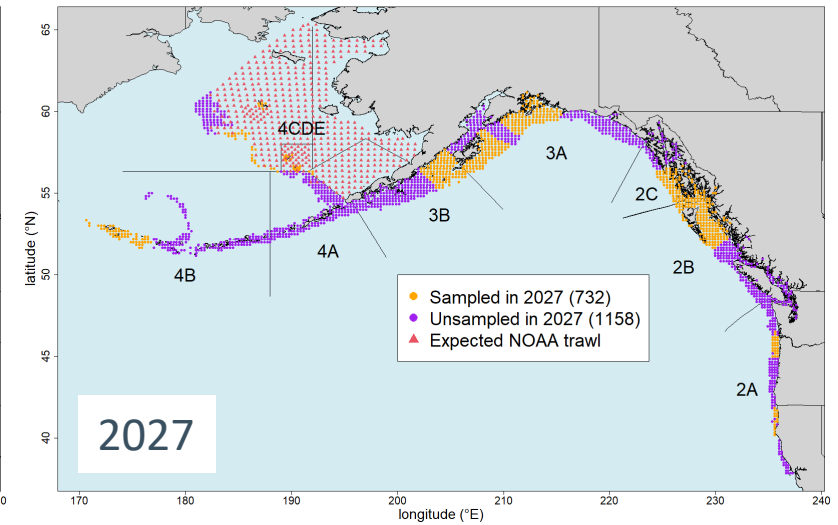 65
60
55
50
45
40
latitude (°N)
4CDE
3A
2C
3B
4A
4B
2B
2A
Sampled in 2027 (732)
Unsampled in 2027 (1158)
Expected NOAA trawl
2027
0
170
180
190
200
210
220
230
240
longitude (°E)